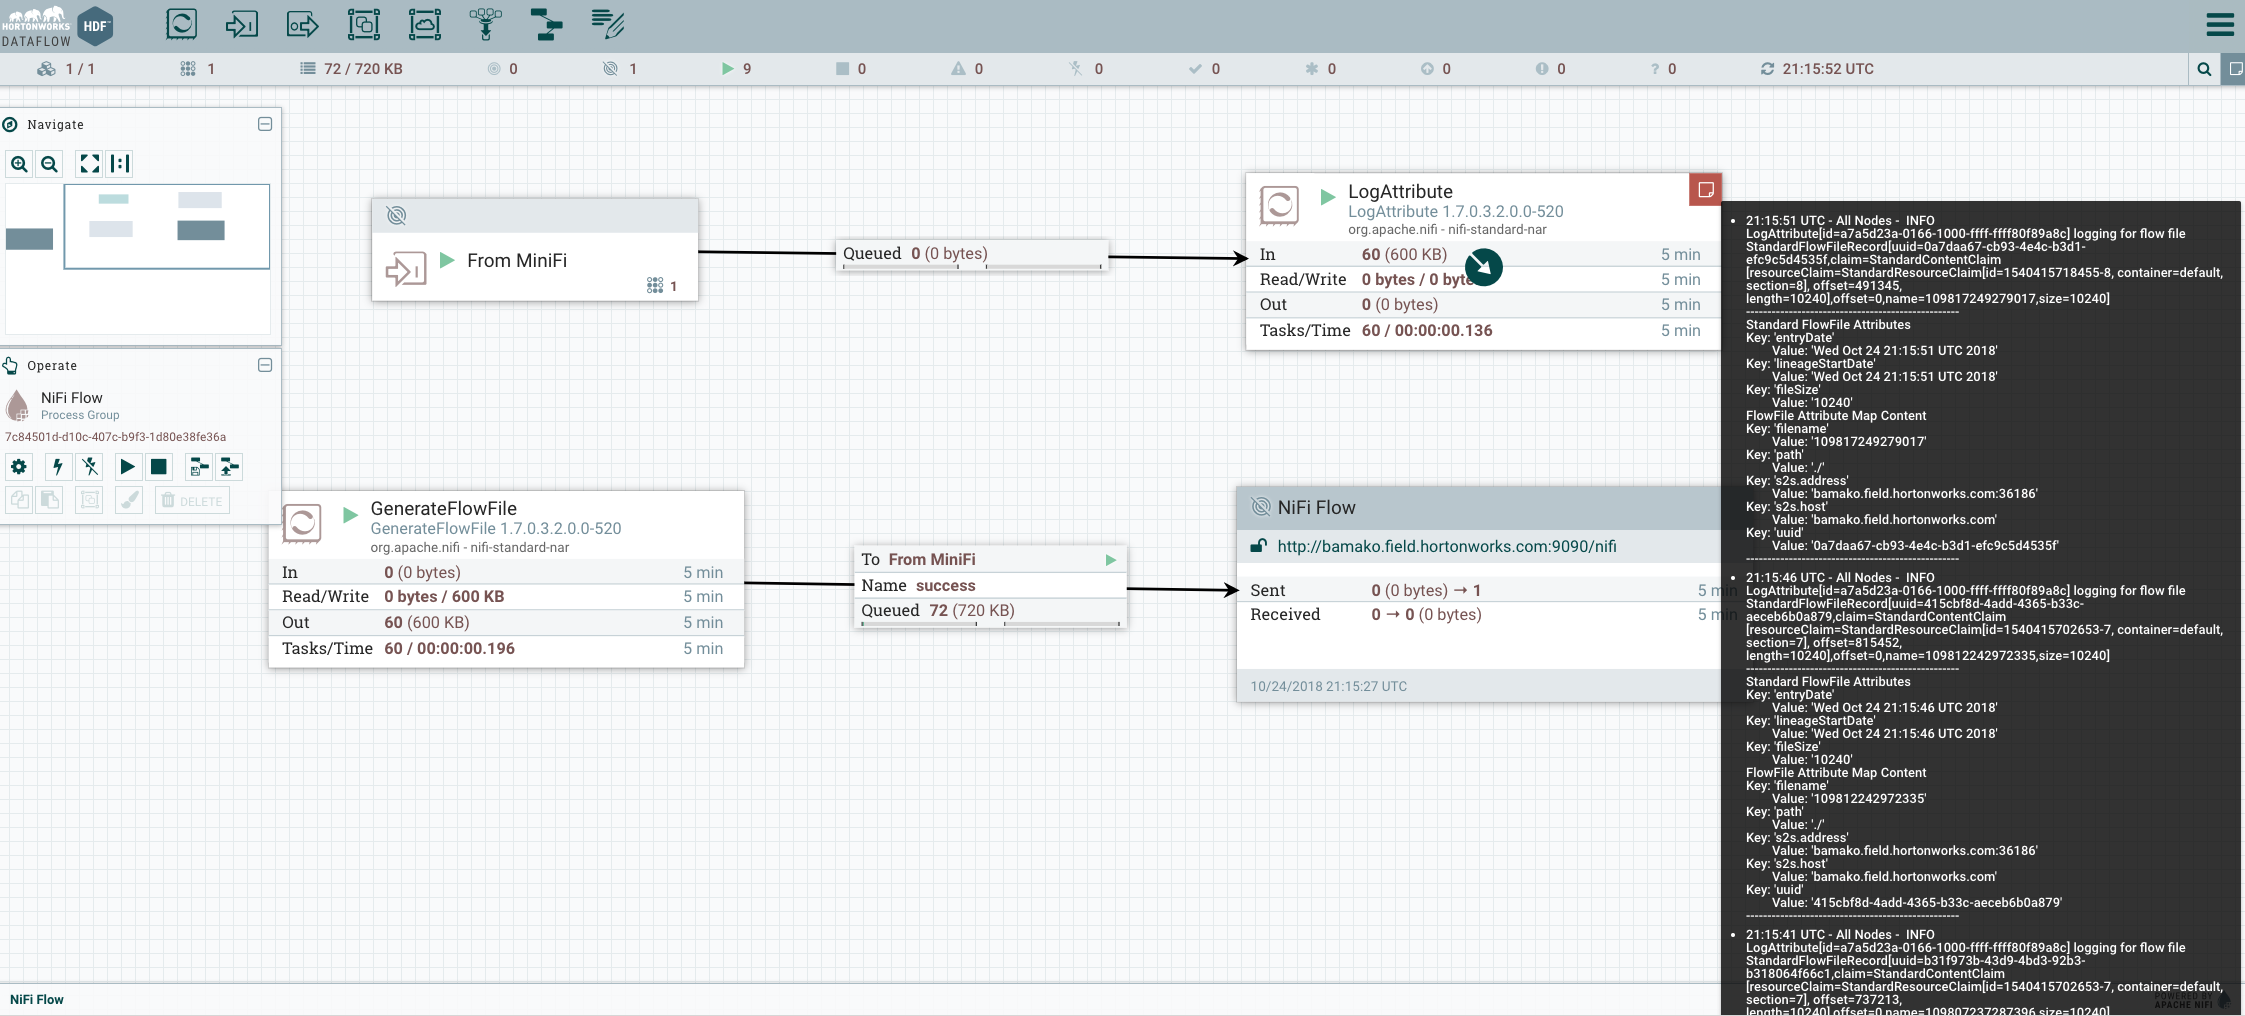 HORTONWORKS
DATAFLOW
HDF
1 / 1
1
72 / 720 KB
0
1
9
0
0
0
0
0
0
0
? 0
21:15:52 UTC
Navigate
Operate
NiFi Flow
Process Group
7c84501d-d10c-407c-b9f3-1d80e38fe36a
DELETE
From MiniFi
1
Queued 0 (0 bytes)
LogAttribute
LogAttribute 1.7.0.3.2.0.0-520
org.apache.nifi - nifi-standard-nar
In 60 (600 KB) 5 min
Read/Write 0 bytes / 0 byte 5 min
Out 0 (0 bytes) 5 min
Tasks/Time 60 / 00:00:00.136 5 min
GenerateFlowFile
GenerateFlowFile 1.7.0.3.2.0.0-520
org.apache.nifi - nifi-standard-nar
In 0 (0 bytes) 5 min
Read/Write 0 bytes / 600 KB 5 min
Out 60 (600 KB) 5 min
Tasks/Time 60 / 00:00:00.196 5 min
To From MiniFi
Name success
Queued 72 (720 KB)
NiFi Flow
http://bamako.field.hortonworks.com:9090/nifi
Sent 0 (0 bytes) → 1 5 min
Received 0 → 0 (0 bytes) 5 min
10/24/2018 21:15:27 UTC
• 21:15:51 UTC - All Nodes - INFO
LogAttribute[id=a7a5d23a-0166-1000-ffff-ffff80f89a8c] logging for flow file
StandardFlowFileRecord[uuid=0a7daa67-cb93-4e4c-b3d1-
efc9c5d4535f,claim=StandardContentClaim
[resourceClaim=StandardResourceClaim[id=1540415718455-8, container=default,
section=8], offset=491345,
length=10240],offset=0,name=109817249279017,size=10240]
--------------------------------------------------
Standard FlowFile Attributes
Key: 'entryDate'
Value: 'Wed Oct 24 21:15:51 UTC 2018'
Key: 'lineageStartDate'
Value: 'Wed Oct 24 21:15:51 UTC 2018'
Key: 'fileSize'
Value: '10240'
FlowFile Attribute Map Content
Key: 'filename'
Value: '109817249279017'
Key: 'path'
Value: './'
Key: 's2s.address'
Value: 'bamako.field.hortonworks.com:36186'
Key: 's2s.host'
Value: 'bamako.field.hortonworks.com'
Key: 'uuid'
Value: '0a7daa67-cb93-4e4c-b3d1-efc9c5d4535f'
--------------------------------------------------
• 21:15:46 UTC - All Nodes - INFO
LogAttribute[id=a7a5d23a-0166-1000-ffff-ffff80f89a8c] logging for flow file
StandardFlowFileRecord[uuid=415cbf8d-4add-4365-b33c-
aeceb6b0a879,claim=StandardContentClaim
[resourceClaim=StandardResourceClaim[id=1540415702653-7, container=default,
section=7], offset=815452,
length=10240],offset=0,name=109812242972335,size=10240]
--------------------------------------------------
Standard FlowFile Attributes
Key: 'entryDate'
Value: 'Wed Oct 24 21:15:46 UTC 2018'
Key: 'lineageStartDate'
Value: 'Wed Oct 24 21:15:46 UTC 2018'
Key: 'fileSize'
Value: '10240'
FlowFile Attribute Map Content
Key: 'filename'
Value: '109812242972335'
Key: 'path'
Value: './'
Key: 's2s.address'
Value: 'bamako.field.hortonworks.com:36186'
Key: 's2s.host'
Value: 'bamako.field.hortonworks.com'
Key: 'uuid'
Value: '415cbf8d-4add-4365-b33c-aeceb6b0a879'
--------------------------------------------------
• 21:15:41 UTC - All Nodes - INFO
LogAttribute[id=a7a5d23a-0166-1000-ffff-ffff80f89a8c] logging for flow file
StandardFlowFileRecord[uuid=b31f973b-43d9-4bd3-92b3-
b318064f66c1,claim=StandardContentClaim
[resourceClaim=StandardResourceClaim[id=1540415702653-7, container=default,
section=7], offset=737213,
length=10240],offset=0,name=109807237287396,size=10240]
POWERED BY
APACHE NIFI
NiFi Flow